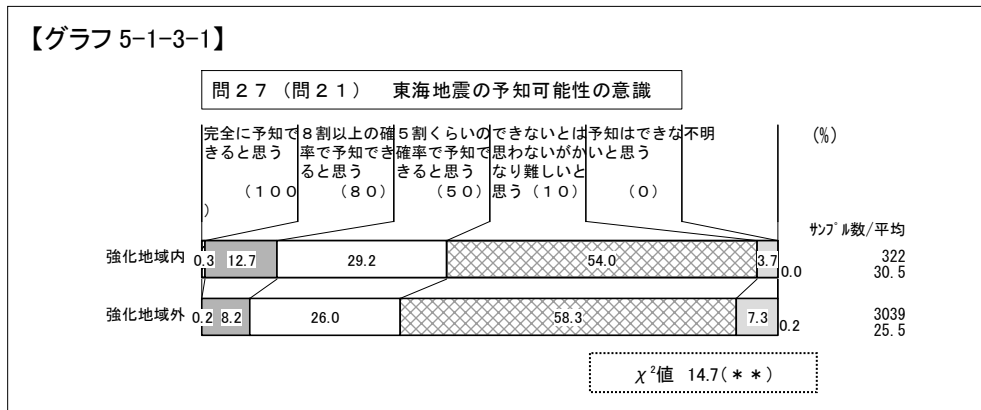 【グラフ 5-1-3-1】
問２７（問２１）　東海地震の予知可能性の意識
完全に予知で
きると思う
（１００
）
８割以上の確
率で予知でき
ると思う
（８０）
５割くらいの
確率で予知で
きると思う
（５０）
できないとは
思わないがか
なり難しいと
思う（１０）
予知はできな
いと思う
（０）
不明
(%)
ｻﾝﾌﾟﾙ数/平均
強化地域内 0.3 12.7 29.2 54.0 3.7 0.0 322
30.5
強化地域外 0.2 8.2 26.0 58.3 7.3 0.2 3039
25.5
χ²値 14.7(＊＊)